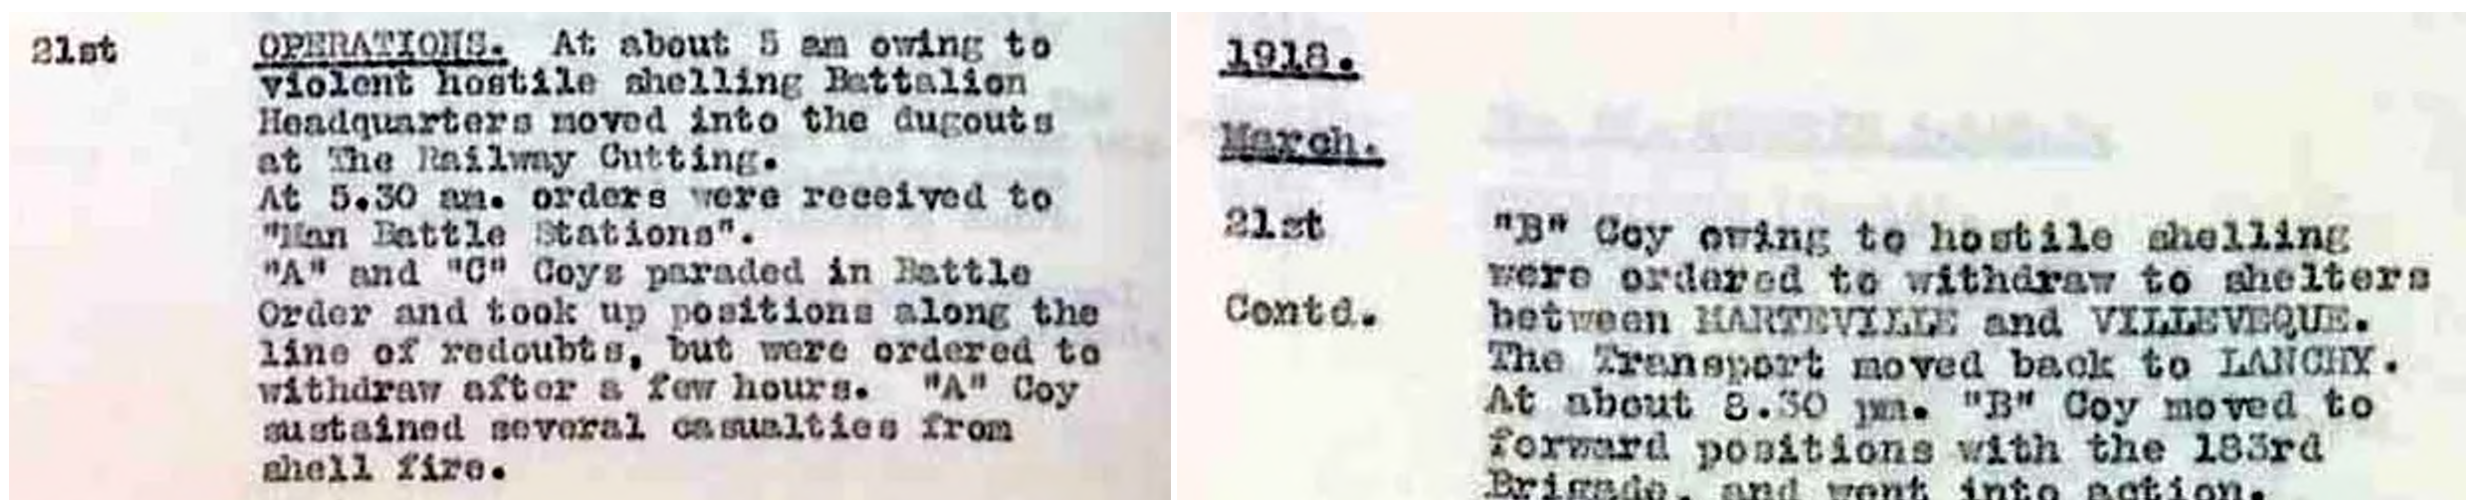 21st OPERATIONS. At about 5 am owing to
violent hostile shelling Battalion
Headquarters moved into the dugouts
at The Railway Cutting.
At 5.30 am. orders were received to
"Man Battle Stations".
"A" and "C" Coys paraded in Battle
Order and took up positions along the
line of redoubts, but were ordered to
withdraw after a few hours. "A" Coy
sustained several casualties from
shell fire.
1918.
March.
21st "B" Coy owing to hostile shelling
were ordered to withdraw to shelters
Contd. between MARTEVILLE and VILLEVEQUE.
The Transport moved back to LANCHY.
At about 8.30 pm. "B" Coy moved to
forward positions with the 183rd
Brigade, and went into action.